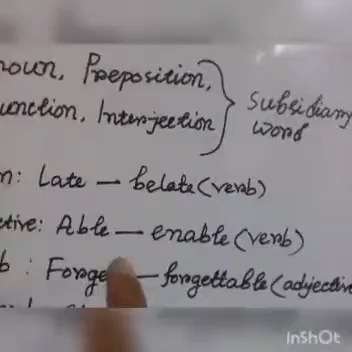 noun, Preposition,
unction, Interjection
subsidiary
word
n: Late — belate (verb)
ctive: Able — enable (verb)
b : Forge — forgettable (adjective
InShOt